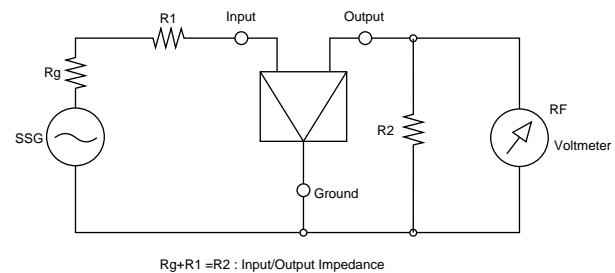 R1
Input
Output
Rg
SSG
R2
RF
Voltmeter
Ground
Rg+R1 =R2 : Input/Output Impedance